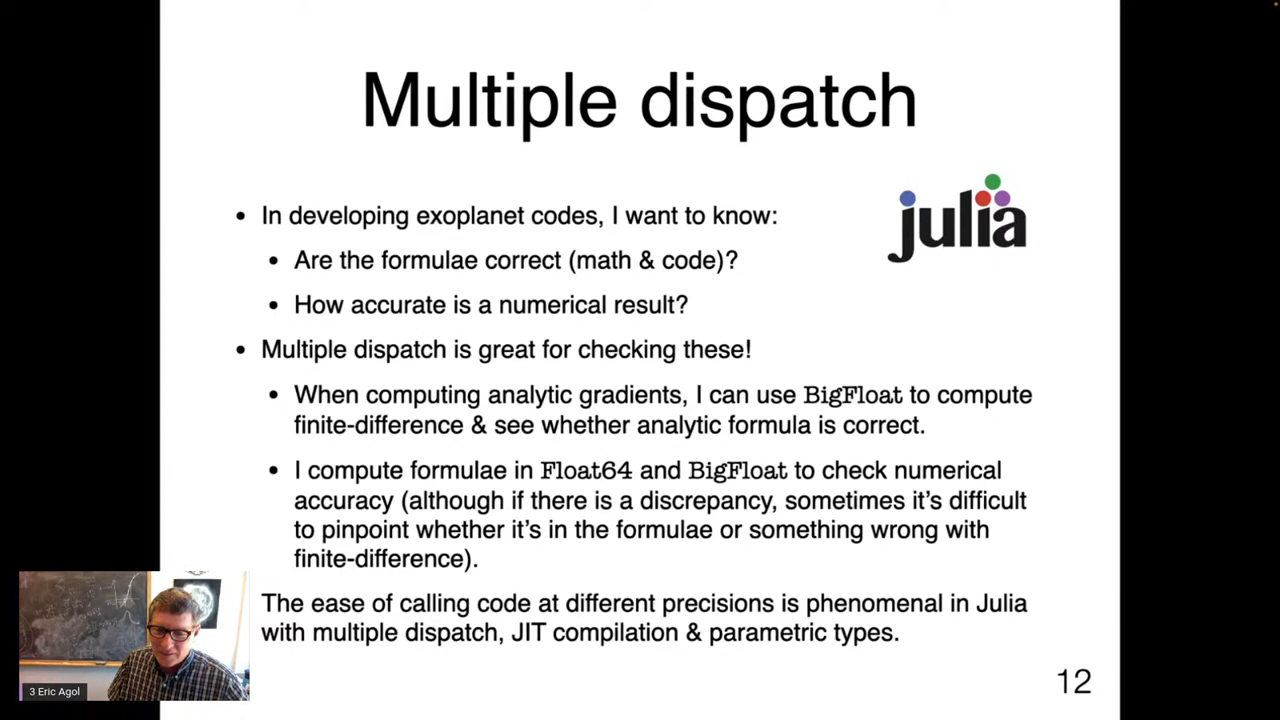 Multiple dispatch
julia
• In developing exoplanet codes, I want to know:
• Are the formulae correct (math & code)?
• How accurate is a numerical result?
• Multiple dispatch is great for checking these!
• When computing analytic gradients, I can use BigFloat to compute
finite-difference & see whether analytic formula is correct.
• I compute formulae in Float64 and BigFloat to check numerical
accuracy (although if there is a discrepancy, sometimes it’s difficult
to pinpoint whether it’s in the formulae or something wrong with
finite-difference).
The ease of calling code at different precisions is phenomenal in Julia
with multiple dispatch, JIT compilation & parametric types.
3 Eric Agol
12